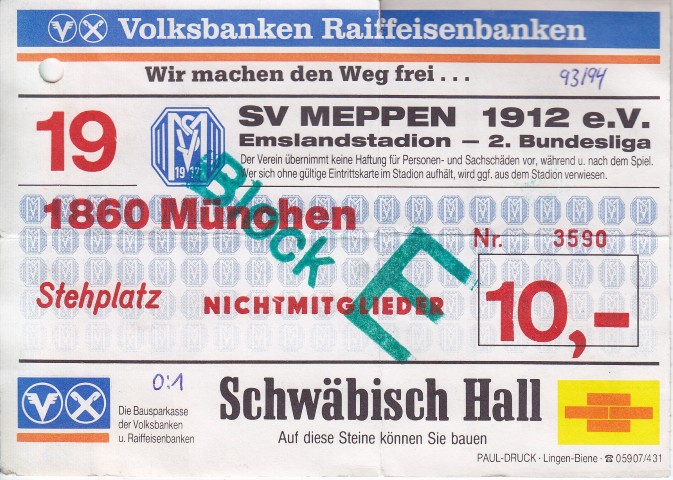 Volksbanken Raiffeisenbanken
Wir machen den Weg frei . . .
93/94
19
SV MEPPEN 1912 e.V.
Emslandstadion – 2. Bundesliga
Der Verein übernimmt keine Haftung für Personen- und Sachschäden vor, während u. nach dem Spiel.
Wer sich ohne gültige Eintrittskarte im Stadion aufhält, wird ggf. aus dem Stadion verwiesen.
1912
Block E
1860 München
Nr. 3590
Stehplatz
NICHTMITGLIEDER
10,-
0:1
Die Bausparkasse
der Volksbanken
u. Raiffeisenbanken
Schwäbisch Hall
Auf diese Steine können Sie bauen
PAUL-DRUCK · Lingen-Biene · ☎ 05907/431